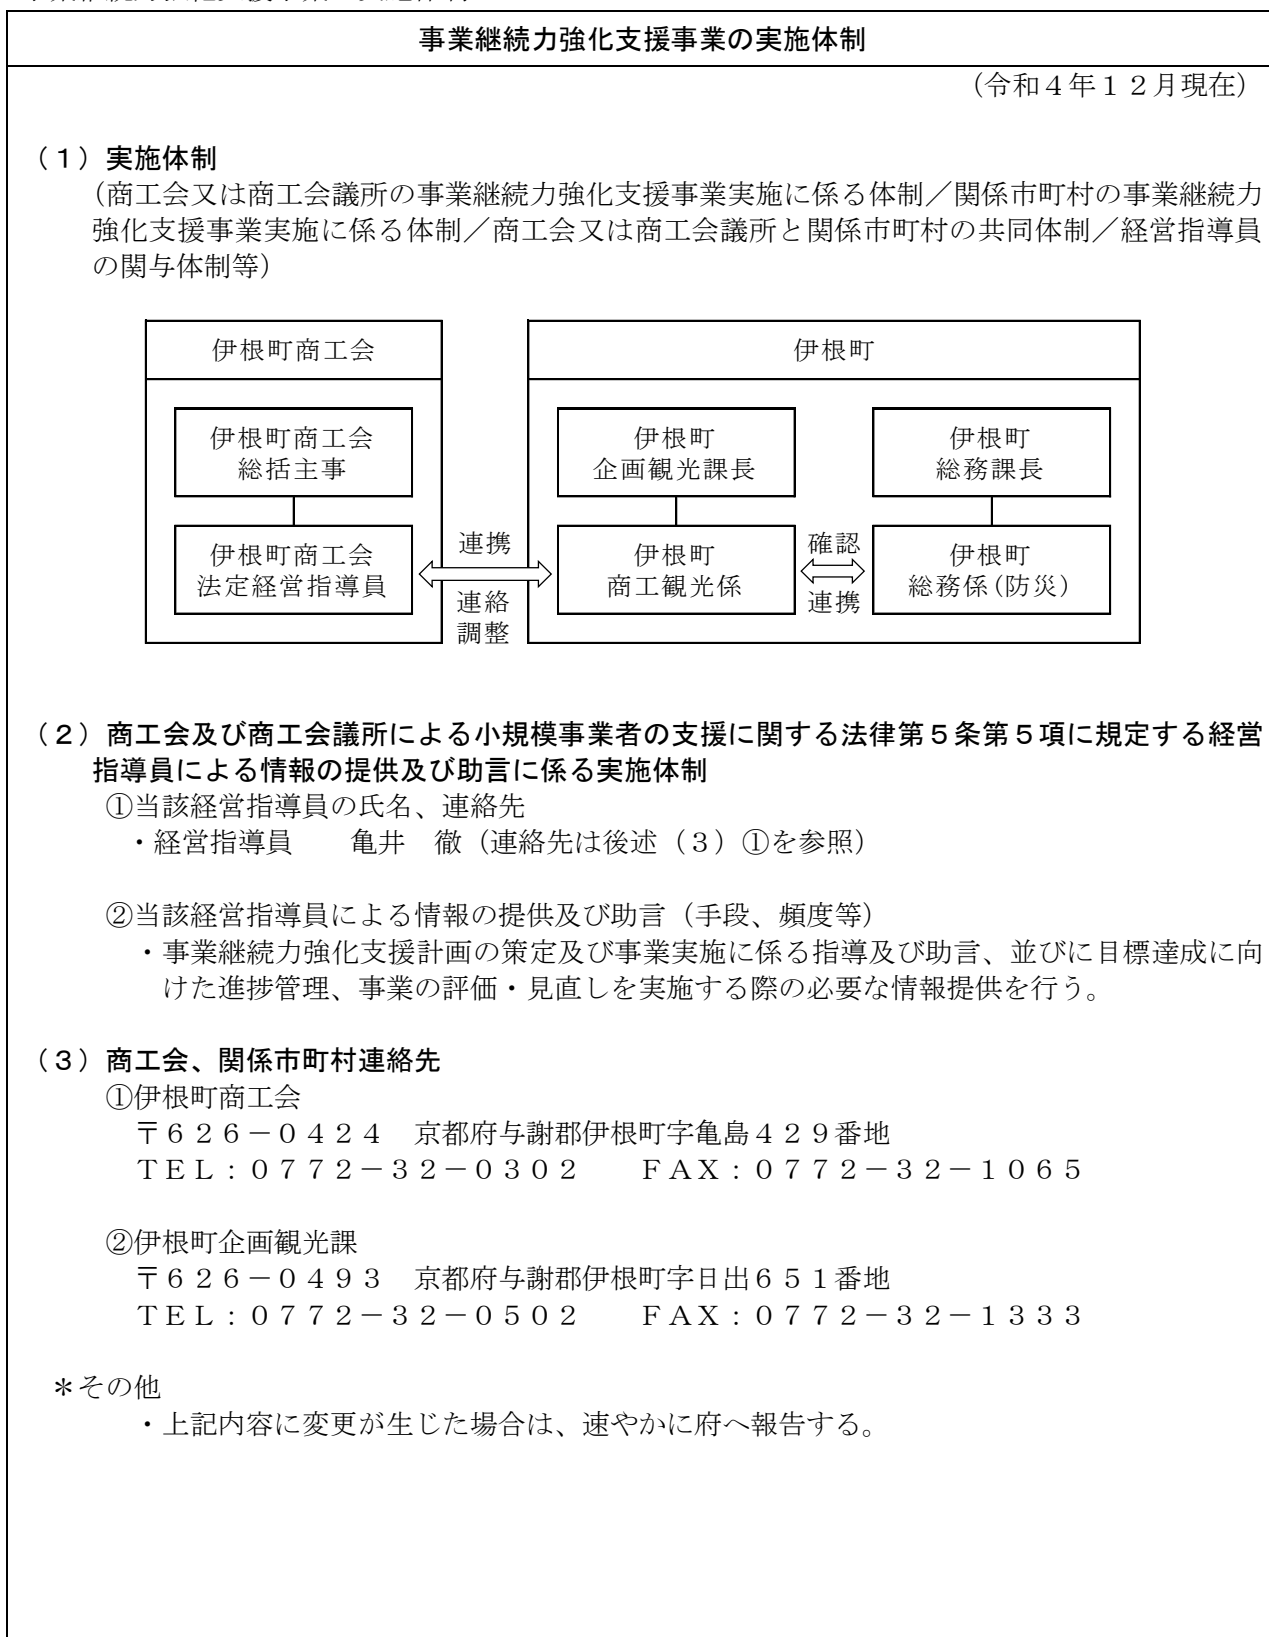 事業継続力強化支援事業の実施体制
（令和４年１２月現在）
（１）実施体制
（商工会又は商工会議所の事業継続力強化支援事業実施に係る体制／関係市町村の事業継続力
強化支援事業実施に係る体制／商工会又は商工会議所と関係市町村の共同体制／経営指導員
の関与体制等）
伊根町商工会
伊根町
伊根町商工会
総括主事
伊根町
企画観光課長
伊根町
総務課長
伊根町商工会
法定経営指導員
連携
連絡
調整
伊根町
商工観光係
確認
連携
伊根町
総務係(防災)
（２）商工会及び商工会議所による小規模事業者の支援に関する法律第５条第５項に規定する経営
指導員による情報の提供及び助言に係る実施体制
①当該経営指導員の氏名、連絡先
・経営指導員　　亀井　徹（連絡先は後述（３）①を参照）
②当該経営指導員による情報の提供及び助言（手段、頻度等）
・事業継続力強化支援計画の策定及び事業実施に係る指導及び助言、並びに目標達成に向
けた進捗管理、事業の評価・見直しを実施する際の必要な情報提供を行う。
（３）商工会、関係市町村連絡先
①伊根町商工会
〒６２６－０４２４　京都府与謝郡伊根町字亀島４２９番地
ＴＥＬ：０７７２－３２－０３０２　　ＦＡＸ：０７７２－３２－１０６５
②伊根町企画観光課
〒６２６－０４９３　京都府与謝郡伊根町字日出６５１番地
ＴＥＬ：０７７２－３２－０５０２　　ＦＡＸ：０７７２－３２－１３３３
＊その他
・上記内容に変更が生じた場合は、速やかに府へ報告する。